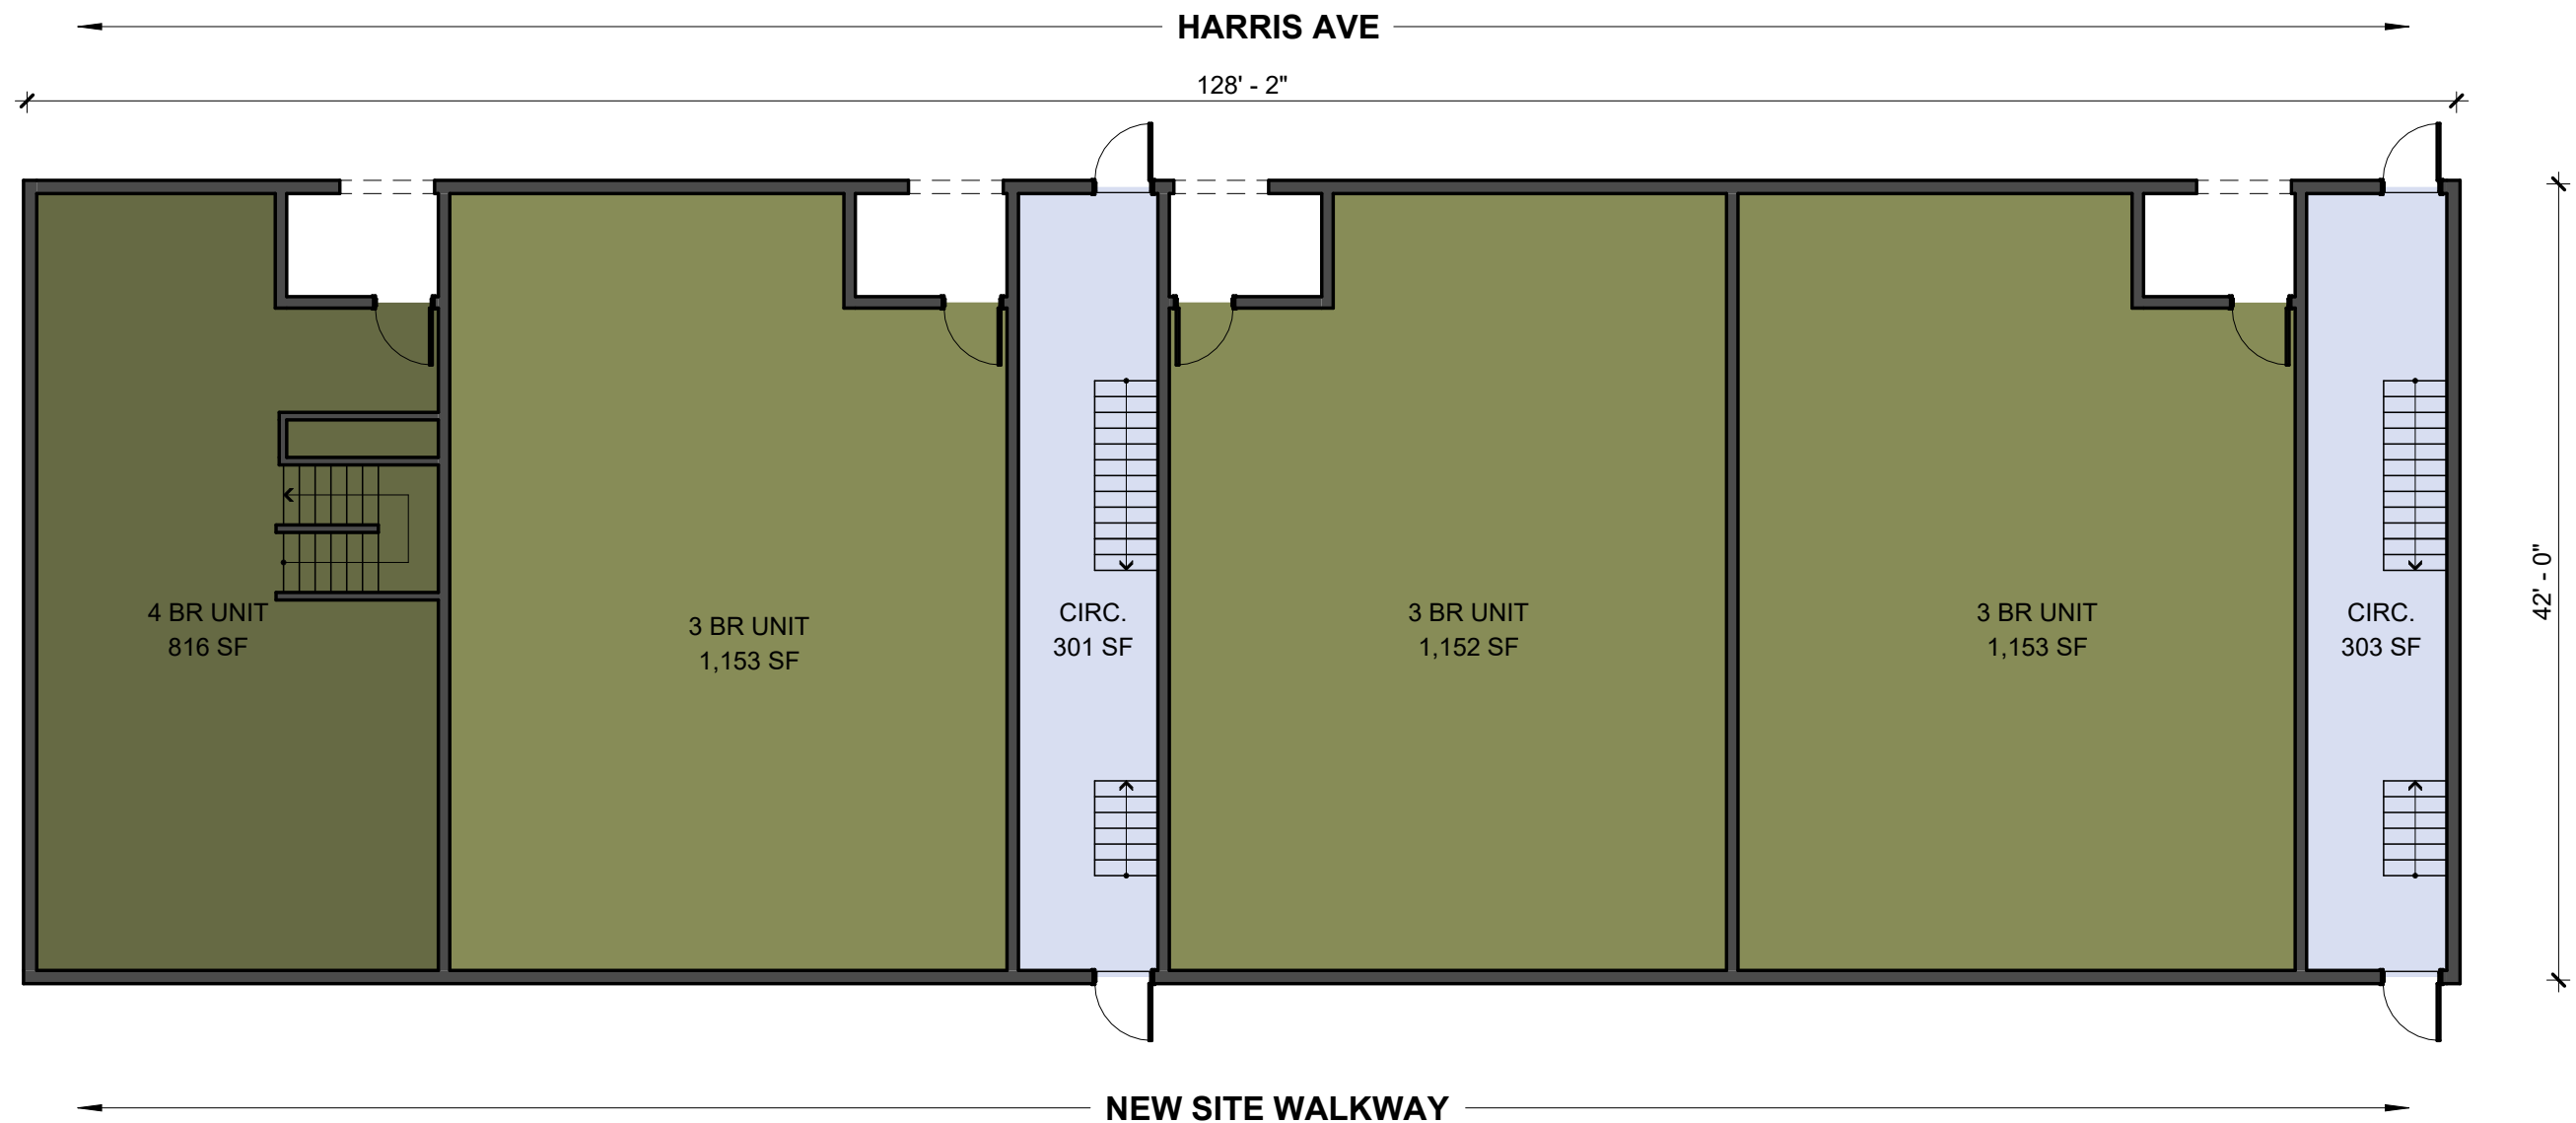 HARRIS AVE
128' - 2"
4 BR UNIT
816 SF
3 BR UNIT
1,153 SF
CIRC.
301 SF
3 BR UNIT
1,152 SF
3 BR UNIT
1,153 SF
CIRC.
303 SF
42' - 0"
NEW SITE WALKWAY